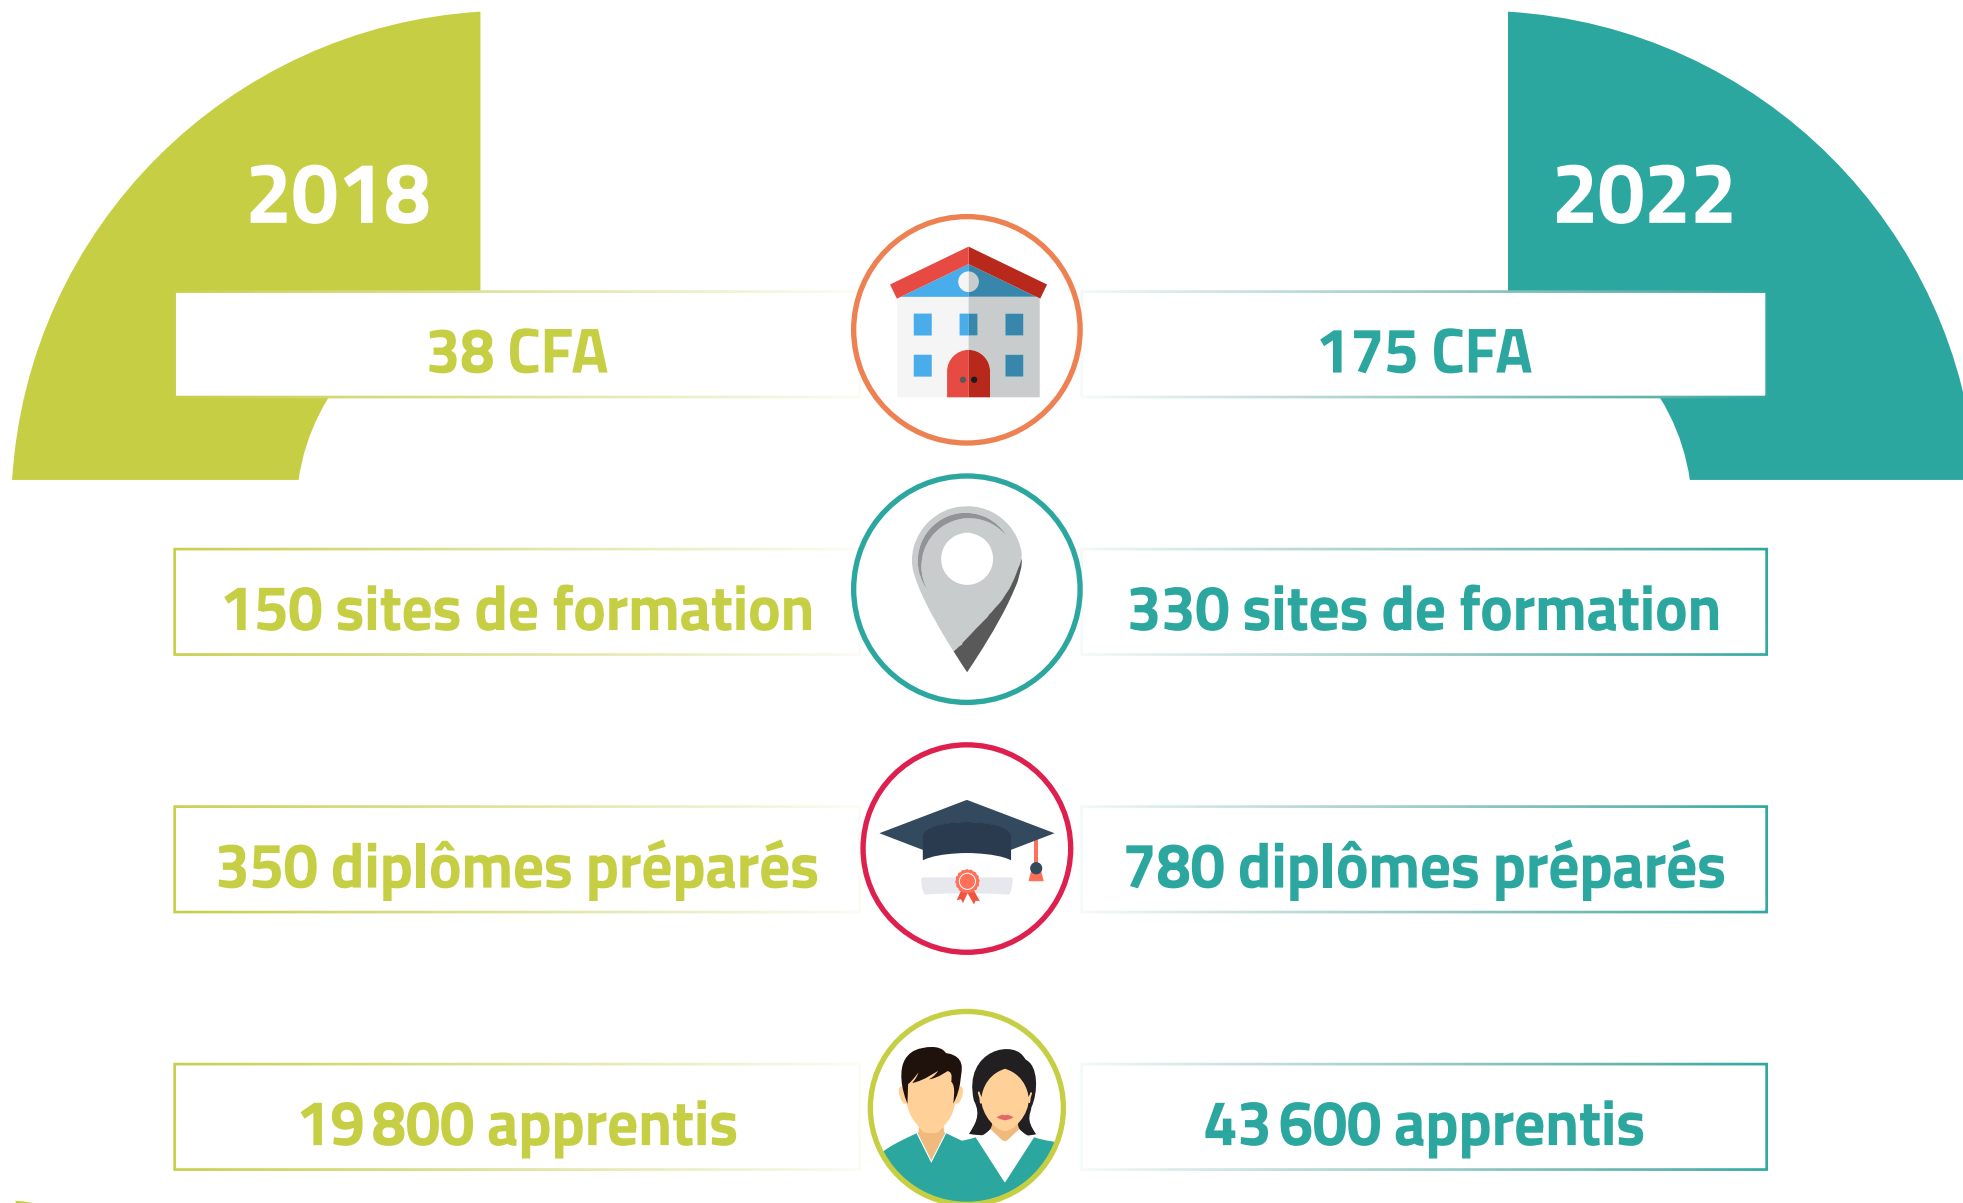 2018
2022
38 CFA
175 CFA
150 sites de formation
330 sites de formation
350 diplômes préparés
780 diplômes préparés
19 800 apprentis
43 600 apprentis